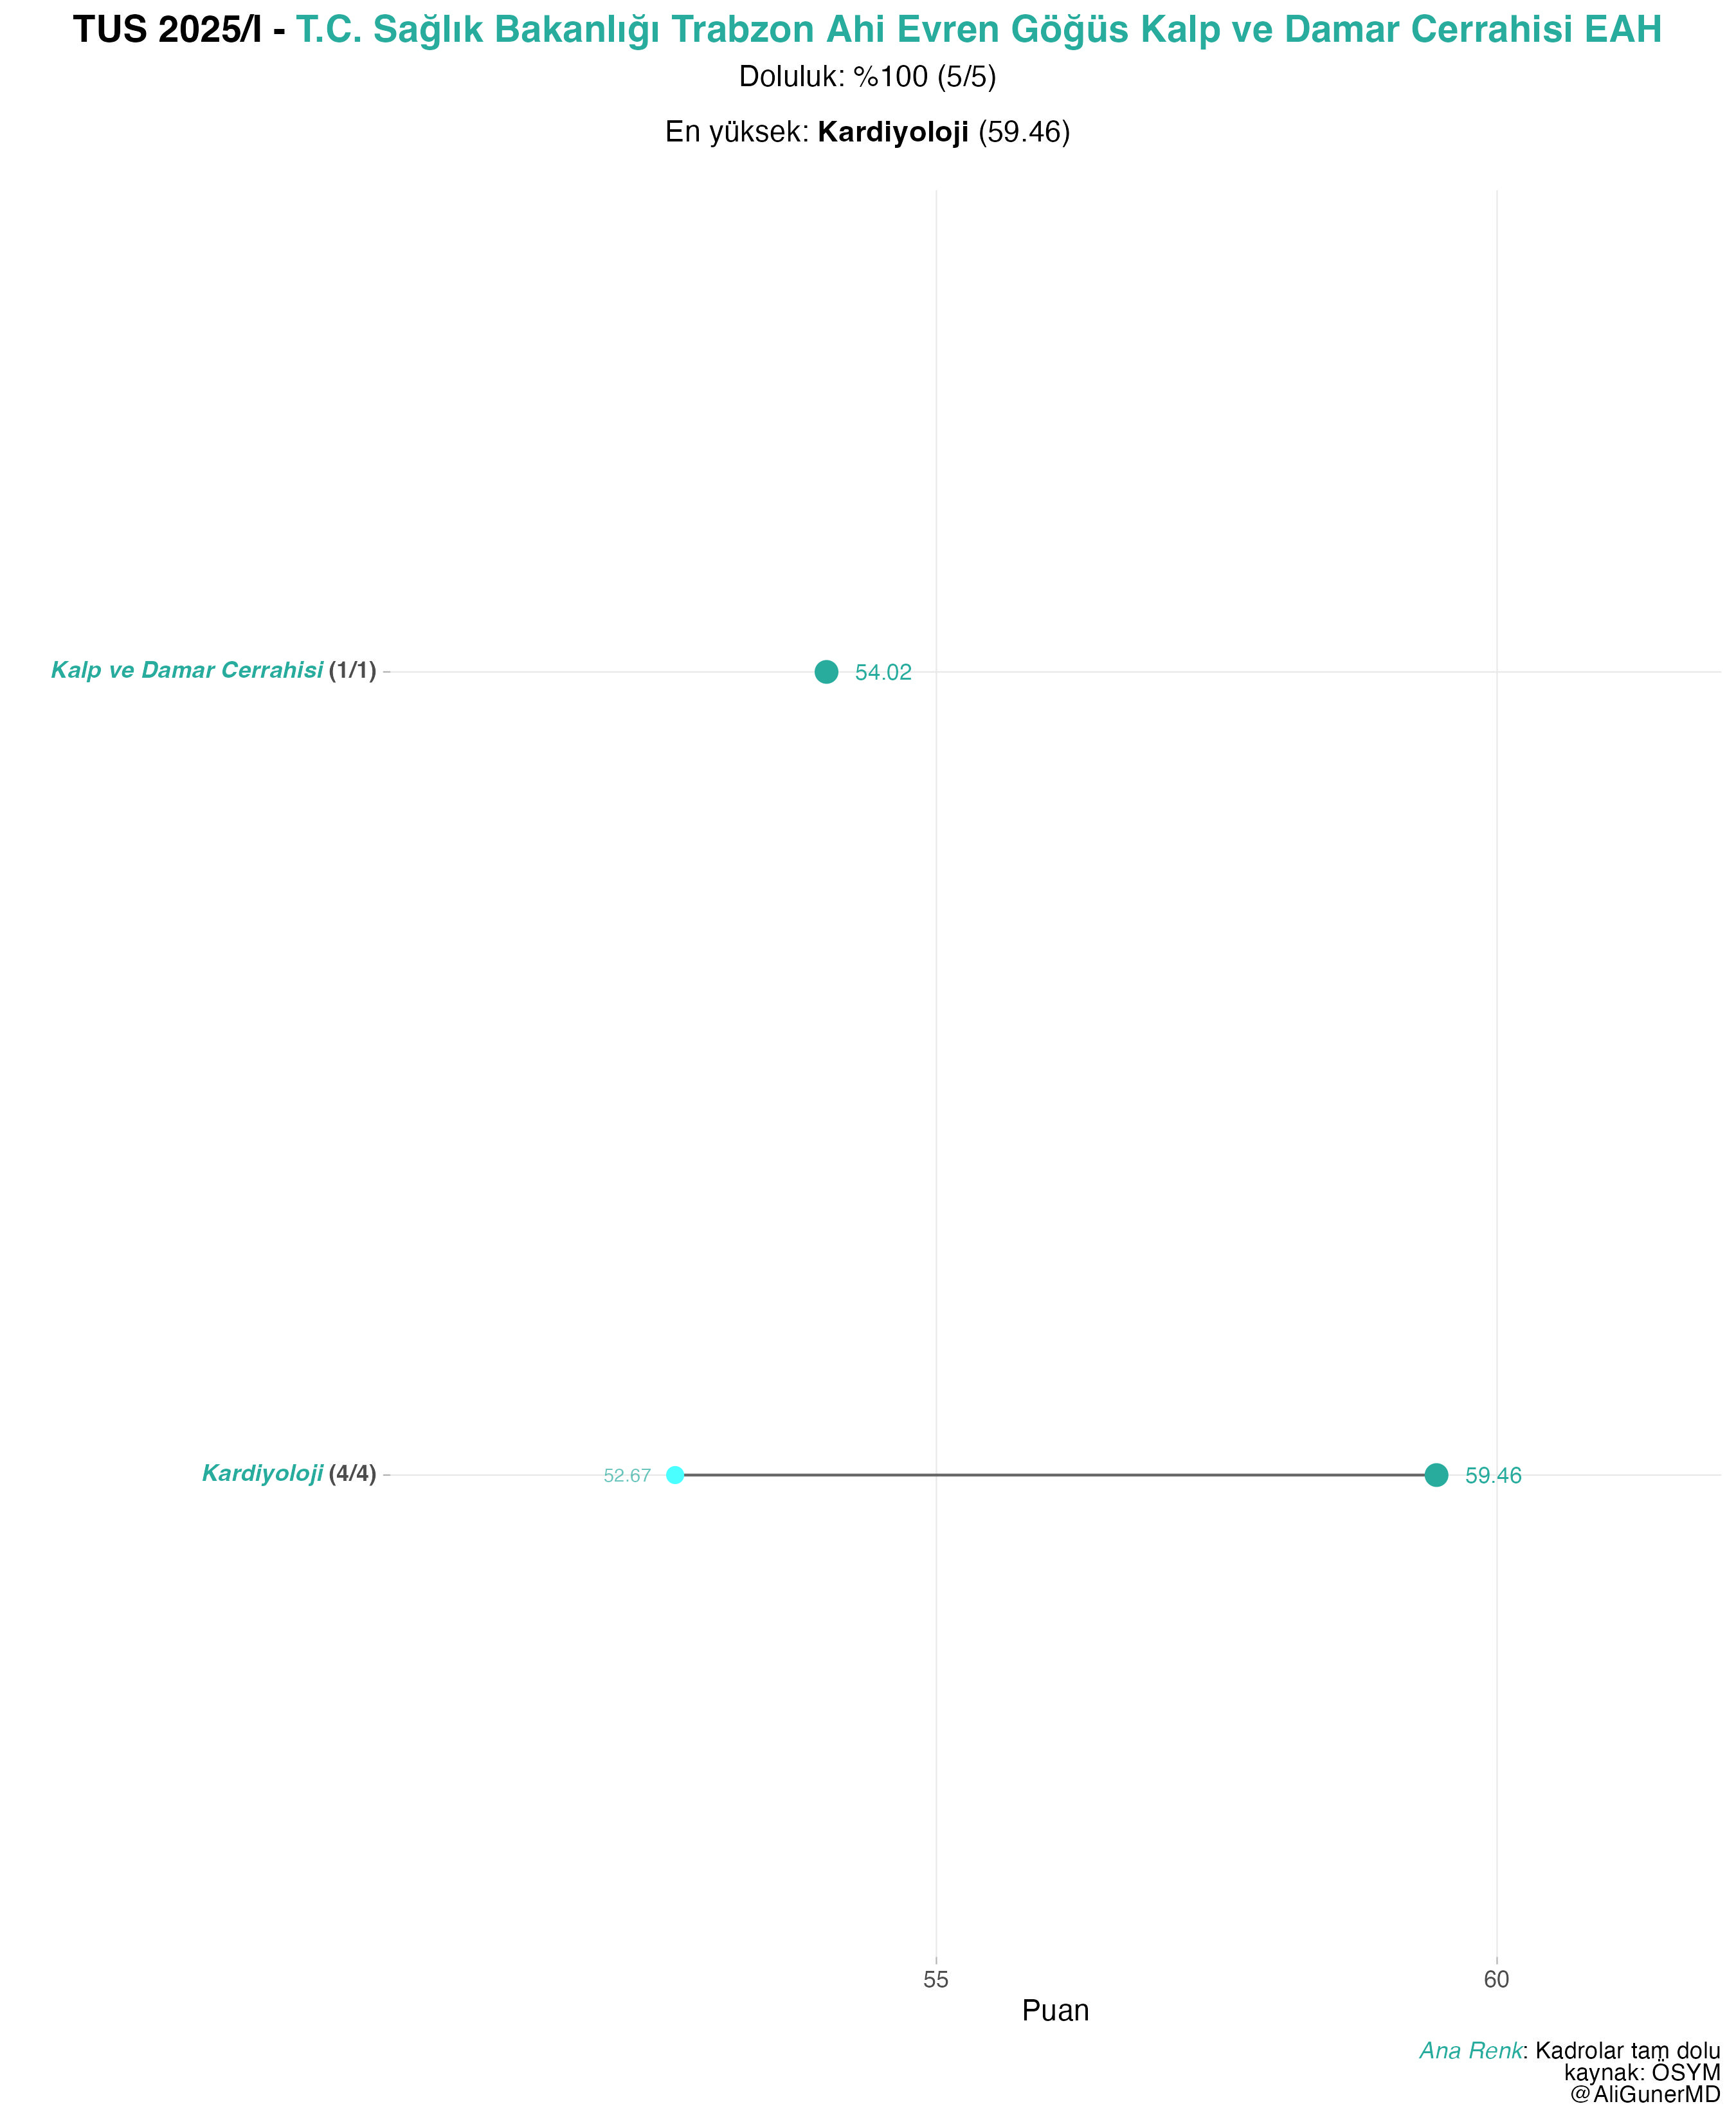 TUS 2025/I - T.C. Sağlık Bakanlığı Trabzon Ahi Evren Göğüs Kalp ve Damar Cerrahisi EAH
Doluluk: %100 (5/5)
En yüksek: Kardiyoloji (59.46)
Kalp ve Damar Cerrahisi (1/1)
54.02
Kardiyoloji (4/4)
52.67
59.46
55
60
Puan
Ana Renk: Kadrolar tam dolu
kaynak: ÖSYM
@AliGunerMD